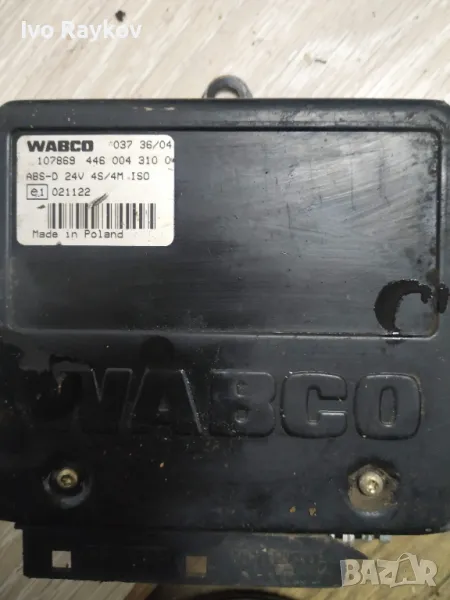 Ivo Raykov
WABCO 037 36/04
107869 446 004 310 0
ABS-D 24V 4S/4M ISO
e1 021122
Made in Poland
WABCO
BAZAR